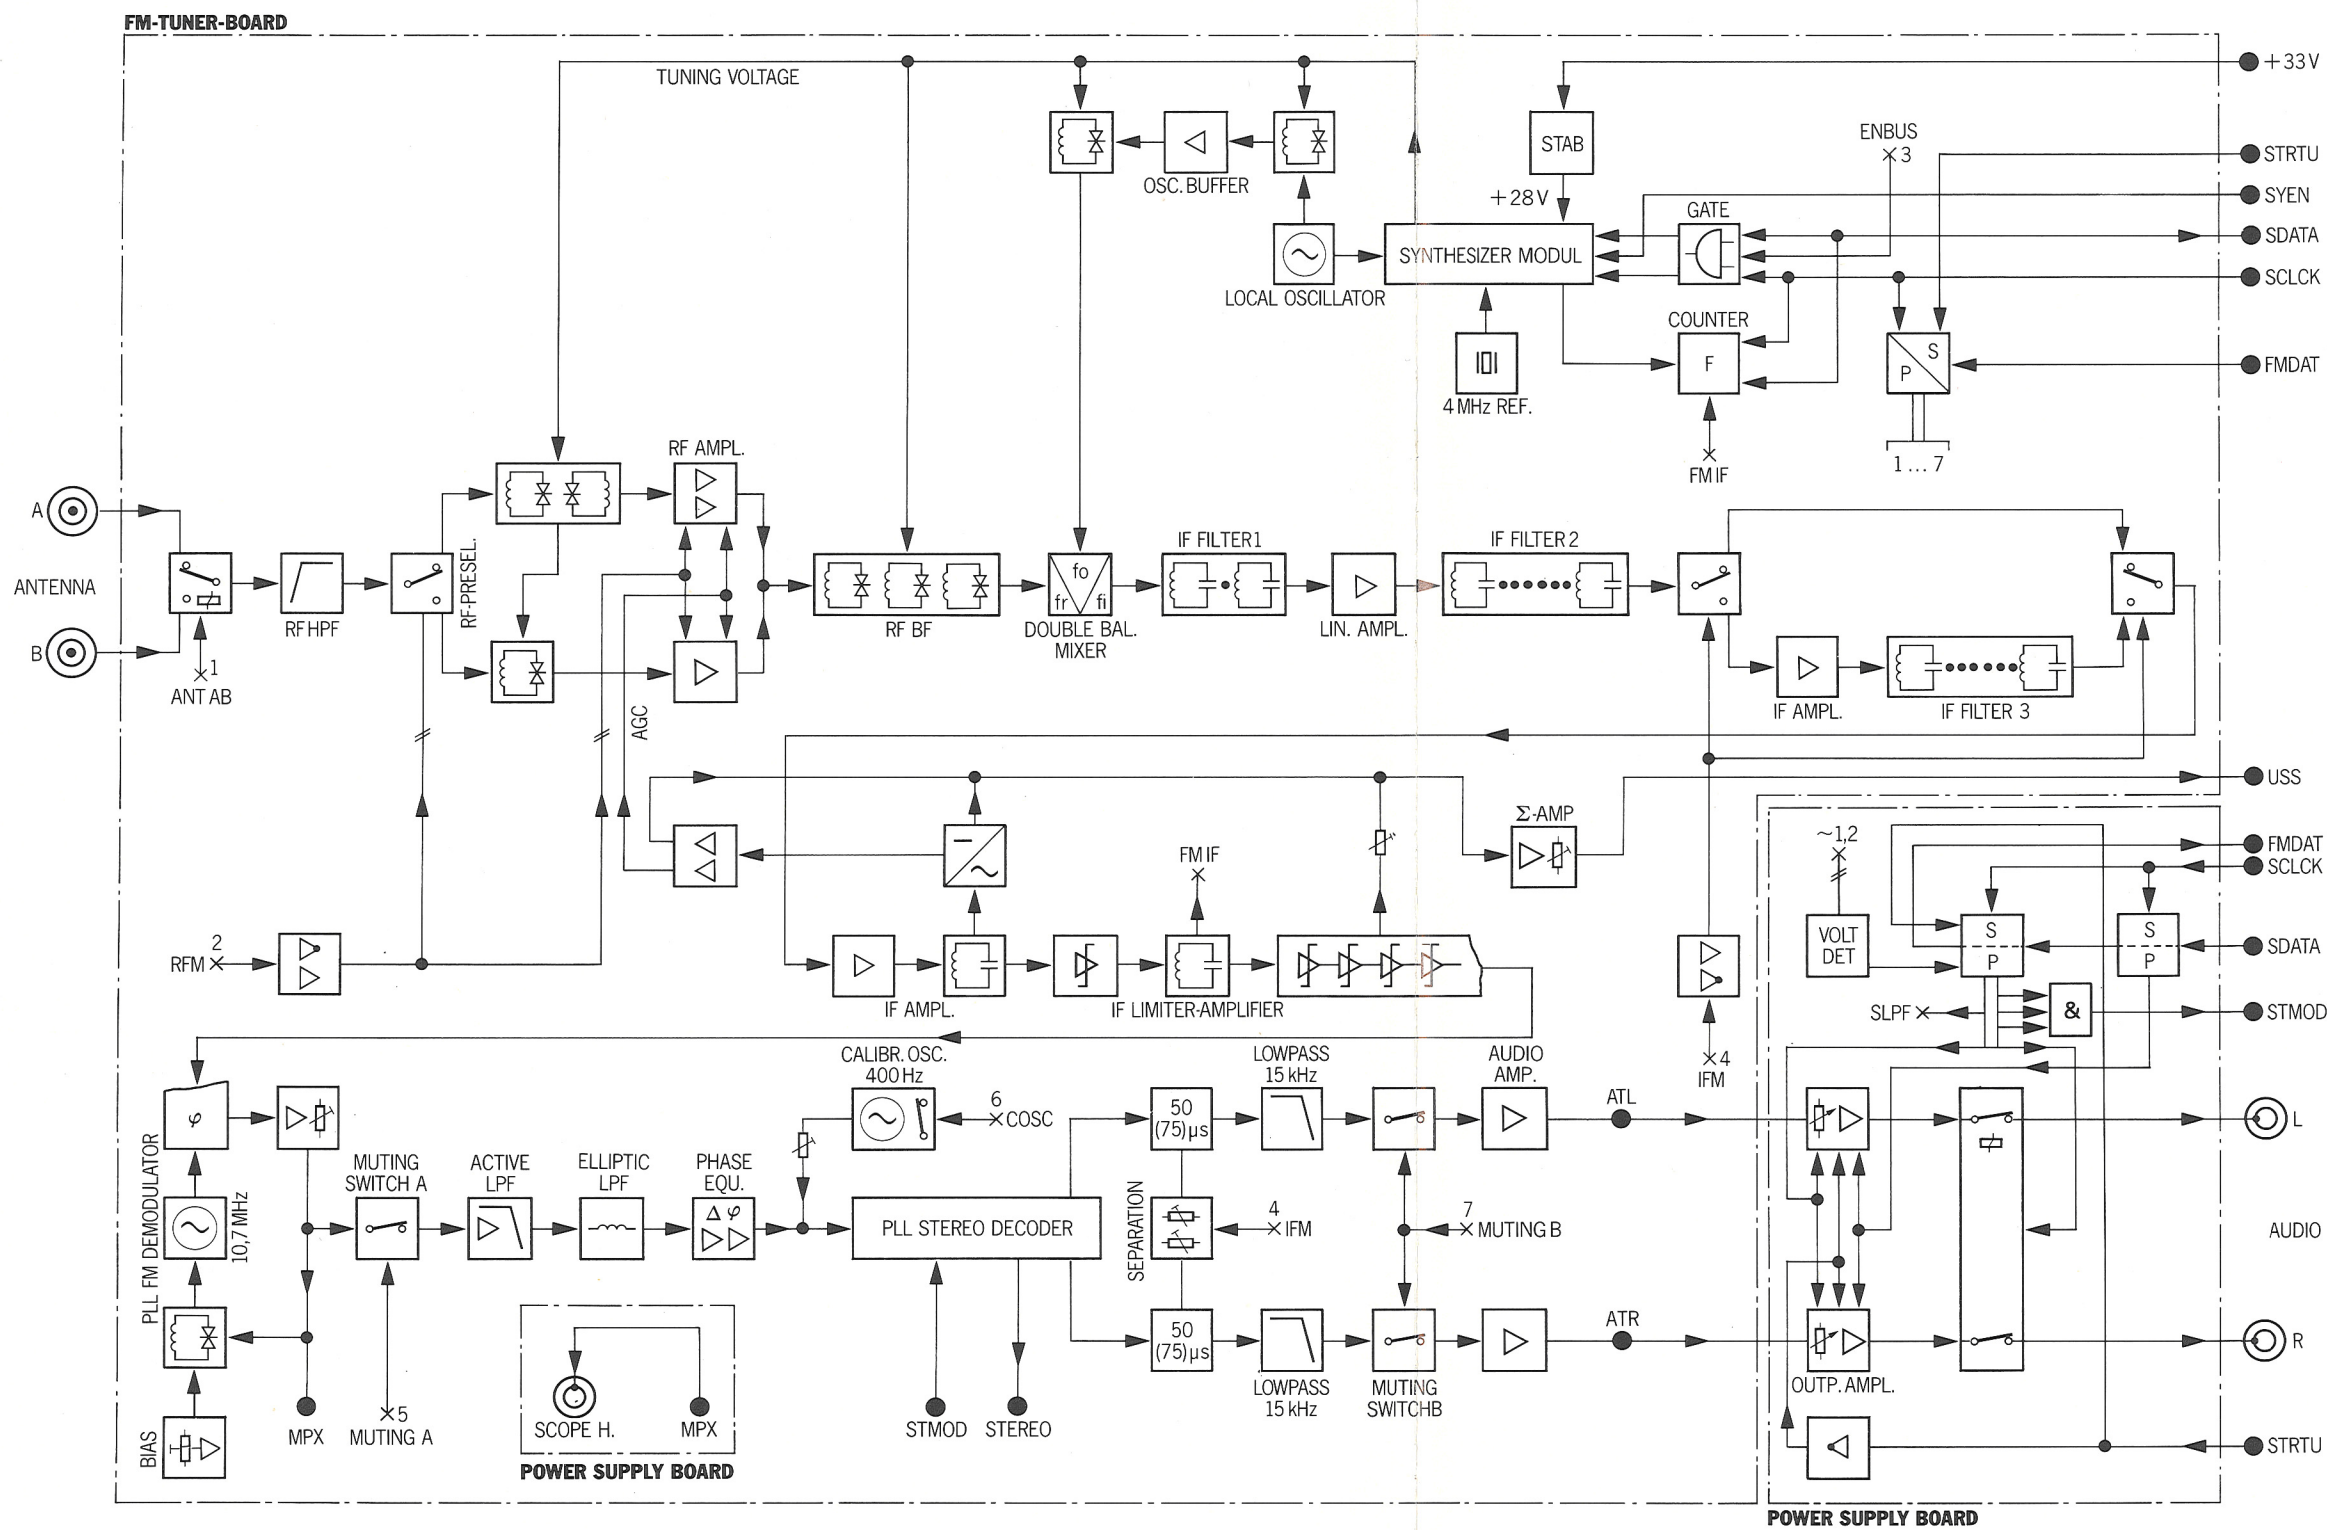 FM-TUNER-BOARD
TUNING VOLTAGE
+33V
STAB
ENBUS
3
STRTU
OSC. BUFFER
+28V
SYEN
GATE
SDATA
SYNTHESIZER MODUL
SCLCK
LOCAL OSCILLATOR
COUNTER
F
S
P
FMDAT
4 MHz REF.
FM IF
1...7
RF AMPL.
A
ANTENNA
B
RF HPF
RF-PRESEL.
1
ANT AB
AGC
RF BF
fo
fr
fi
DOUBLE BAL.
MIXER
IF FILTER1
LIN. AMPL.
IF FILTER 2
IF AMPL.
IF FILTER 3
USS
Σ-AMP
FM IF
~1,2
FMDAT
SCLCK
VOLT
DET
S
P
S
P
SDATA
2
RFM
IF AMPL.
IF LIMITER-AMPLIFIER
SLPF
&
STMOD
4
IFM
CALIBR. OSC.
400 Hz
6
COSC
LOWPASS
15 kHz
AUDIO
AMP.
φ
50
(75)µs
ATL
L
PLL FM DEMODULATOR
10,7 MHz
MUTING
SWITCH A
ACTIVE
LPF
ELLIPTIC
LPF
PHASE
EQU.
Δ φ
PLL STEREO DECODER
SEPARATION
4
IFM
7
MUTING B
AUDIO
50
(75)µs
ATR
R
LOWPASS
15 kHz
MUTING
SWITCHB
OUTP. AMPL.
BIAS
MPX
5
MUTING A
SCOPE H.
MPX
STMOD
STEREO
STRTU
POWER SUPPLY BOARD
POWER SUPPLY BOARD